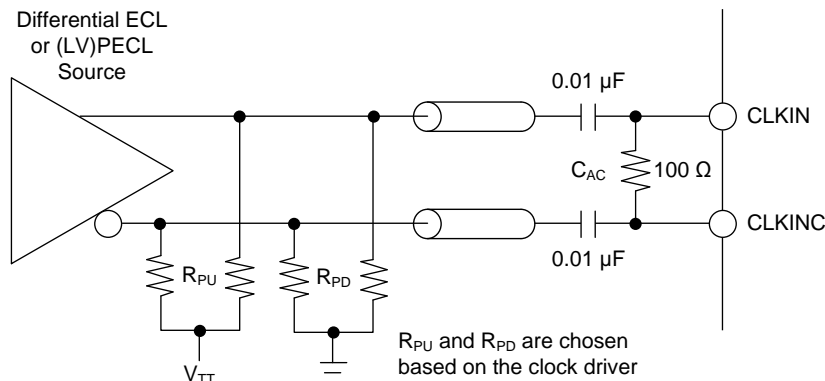 Differential ECL
or (LV)PECL
Source
0.01 µF
CLKIN
C_AC
100 Ω
CLKINC
0.01 µF
R_PU
R_PD
R_PU and R_PD are chosen
based on the clock driver
V_TT